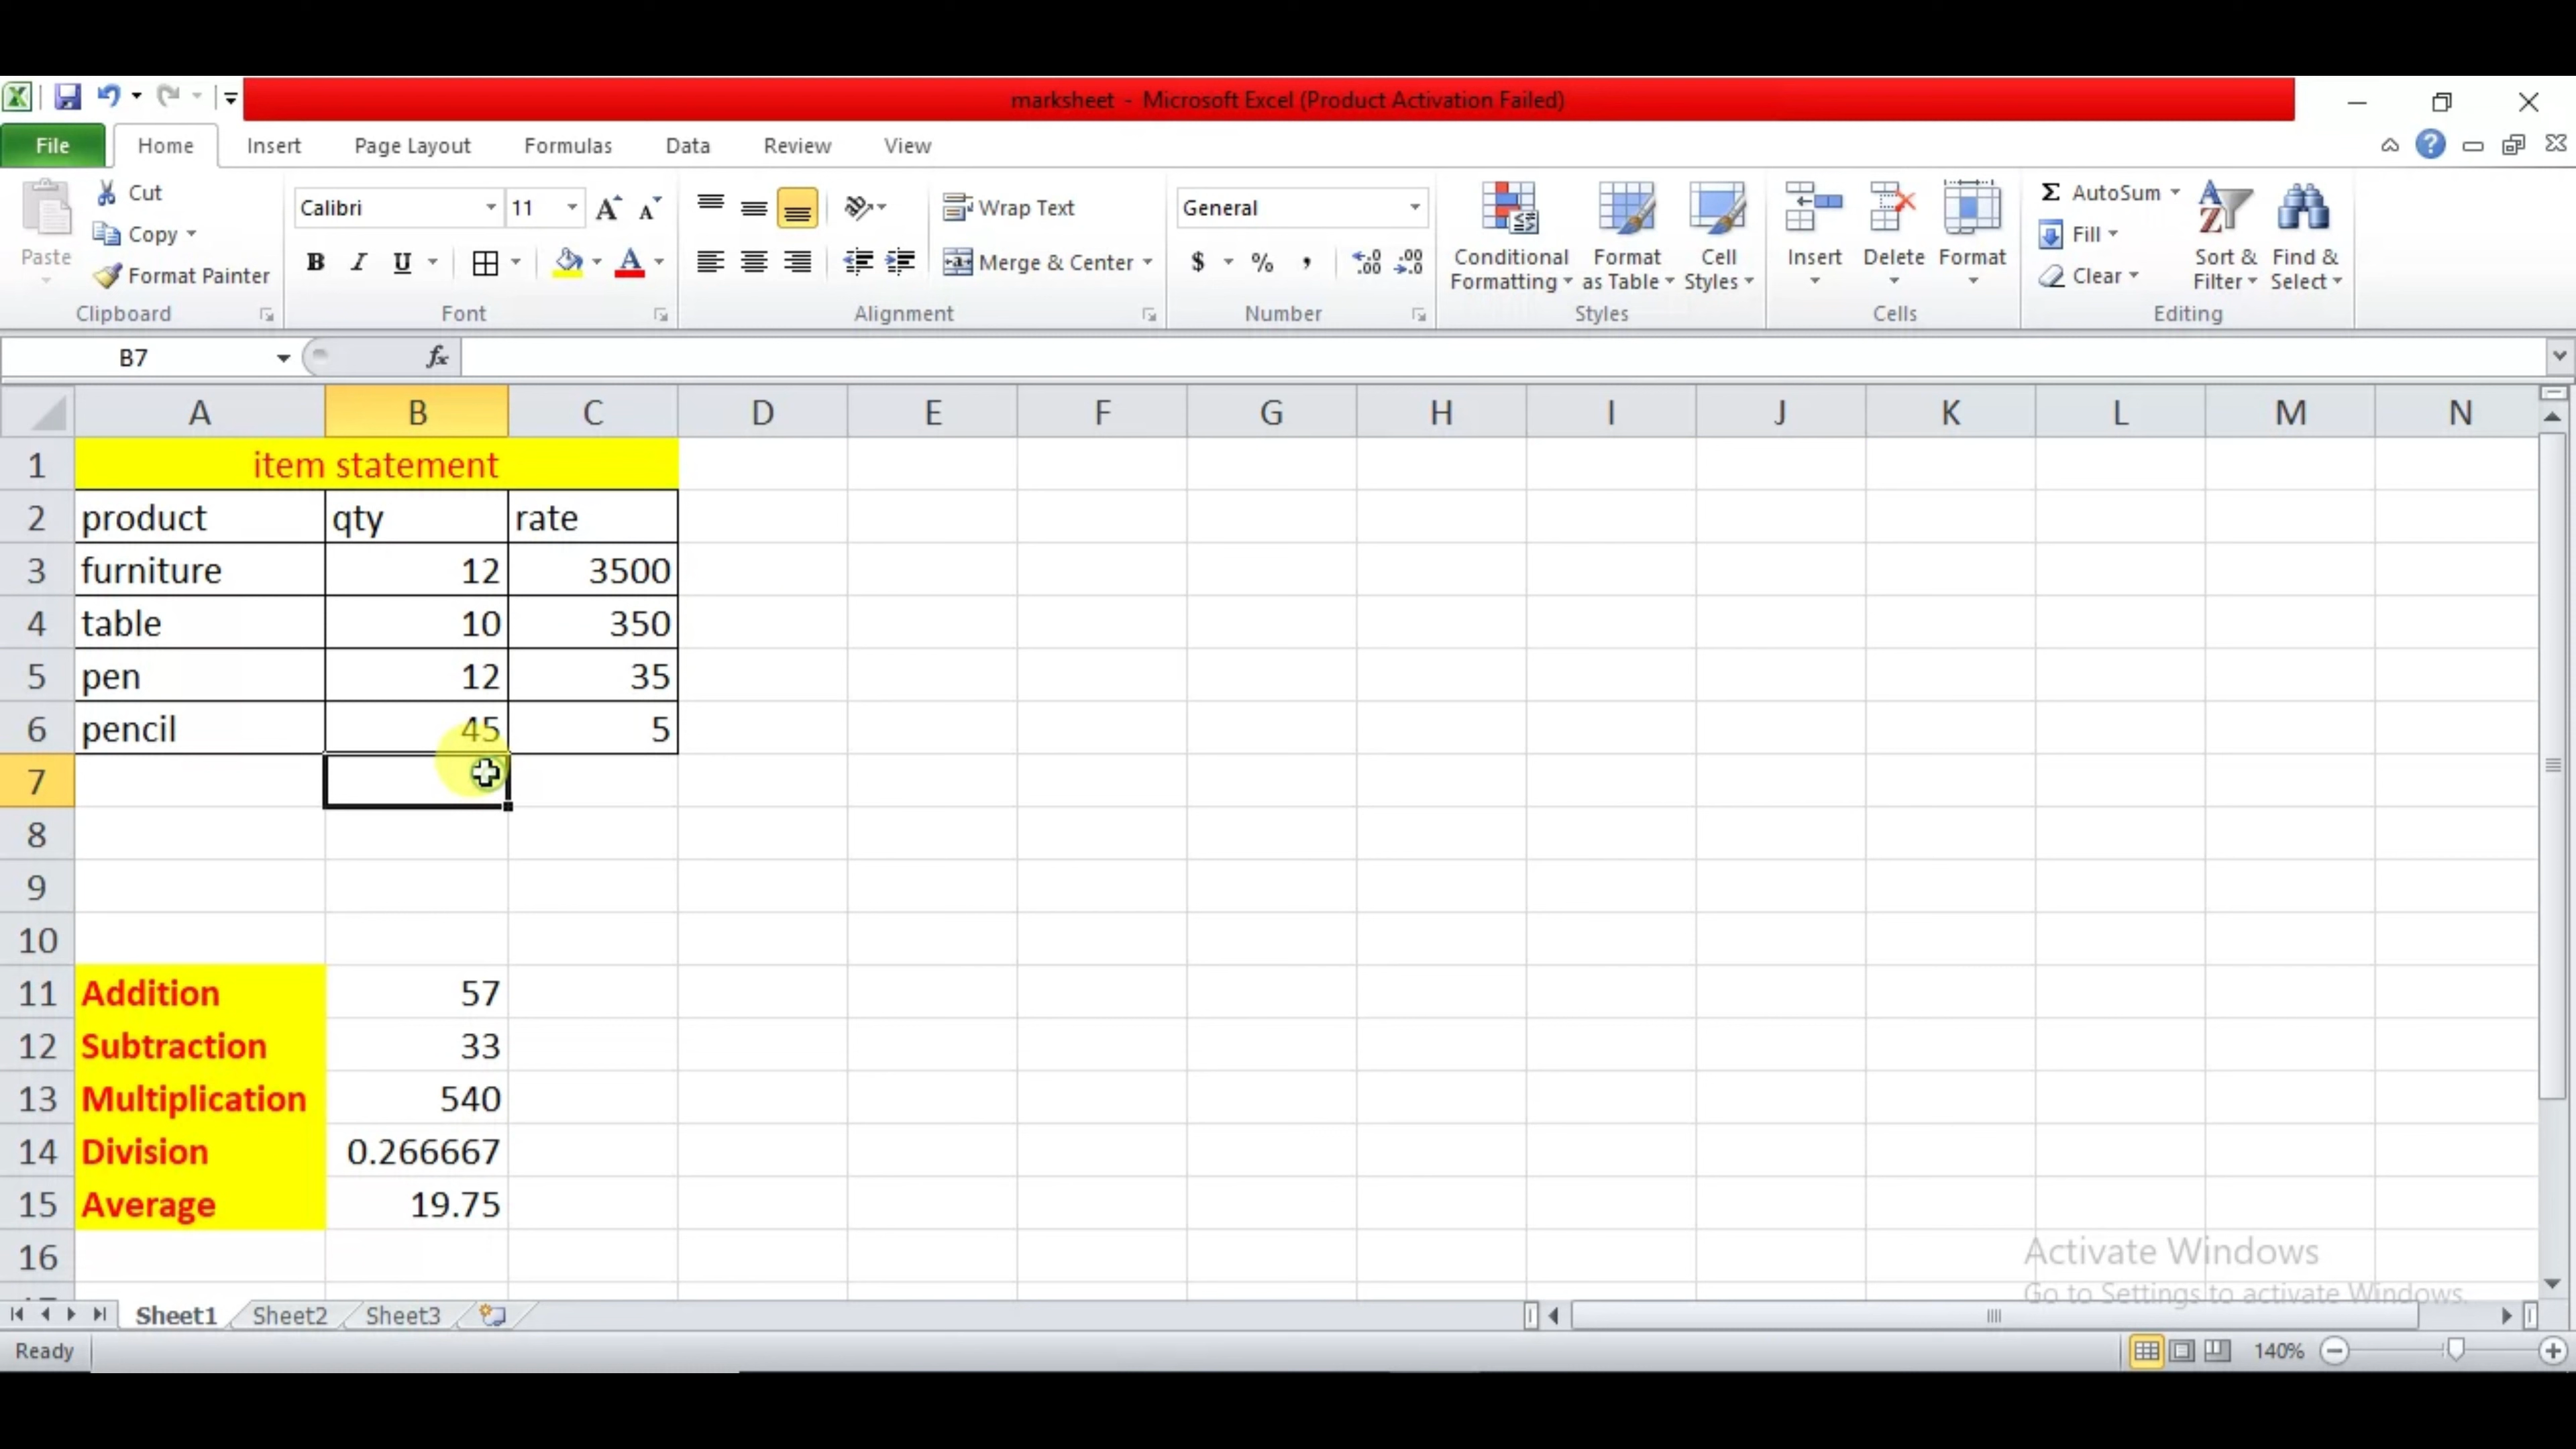 marksheet - Microsoft Excel (Product Activation Failed)
File Home Insert Page Layout Formulas Data Review View
Cut
Copy
Format Painter
Paste
Clipboard
Calibri 11
B I U A
Font
Wrap Text
Merge & Center
Alignment
General
$ % ,
Number
Conditional Formatting
Format as Table
Cell Styles
Styles
Insert Delete Format
Cells
Σ AutoSum
Fill
Clear
Sort & Filter
Find & Select
Editing
B7 fx
A B C D E F G H I J K L M N
1 item statement
2 product qty rate
3 furniture 12 3500
4 table 10 350
5 pen 12 35
6 pencil 45 5
7
8
9
10
11 Addition 57
12 Subtraction 33
13 Multiplication 540
14 Division 0.266667
15 Average 19.75
16
Activate Windows
Go to Settings to activate Windows.
Sheet1 Sheet2 Sheet3
Ready 140%